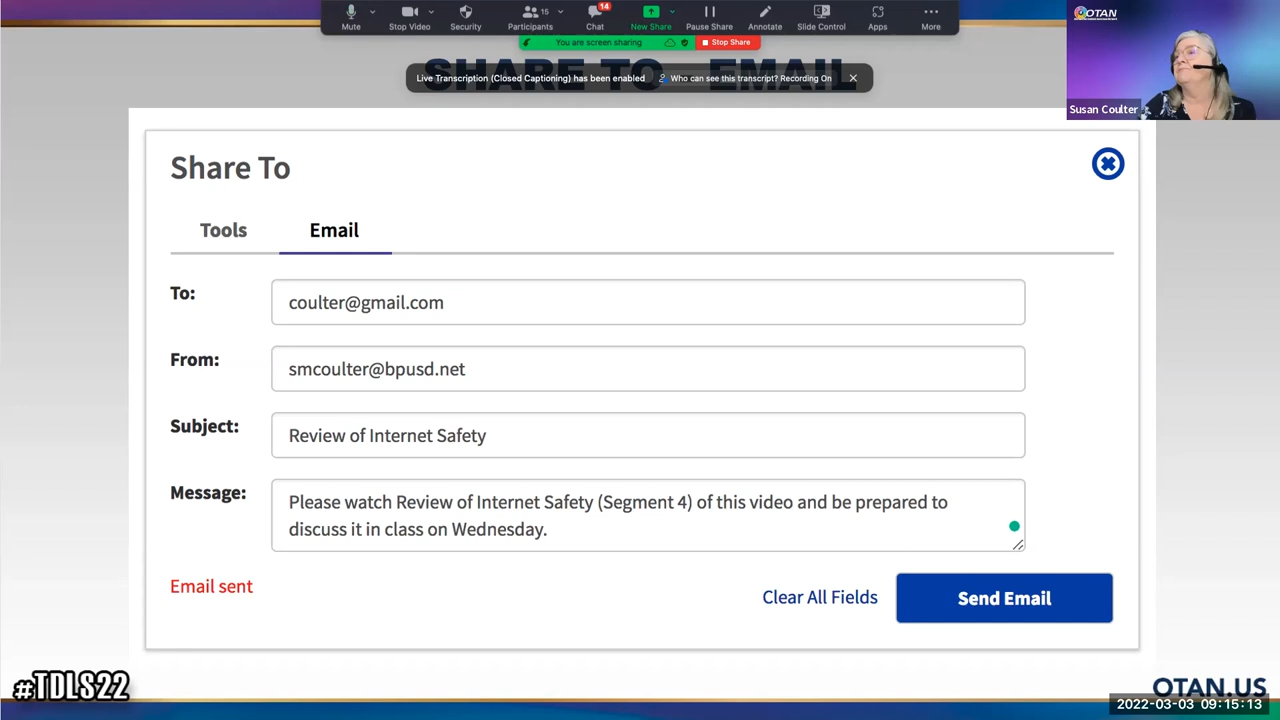 Mute
Stop Video
Security
Participants
15
Chat
14
New Share
Pause Share
Annotate
Slide Control
Apps
More
You are screen sharing
Stop Share
SHARE TO EMAIL
Live Transcription (Closed Captioning) has been enabled
Who can see this transcript? Recording On
OTAN
Susan Coulter
Share To
Tools
Email
To:
coulter@gmail.com
From:
smcoulter@bpusd.net
Subject:
Review of Internet Safety
Message:
Please watch Review of Internet Safety (Segment 4) of this video and be prepared to
discuss it in class on Wednesday.
Email sent
Clear All Fields
Send Email
#TDLS22
OTAN.US
2022-03-03 09:15:13